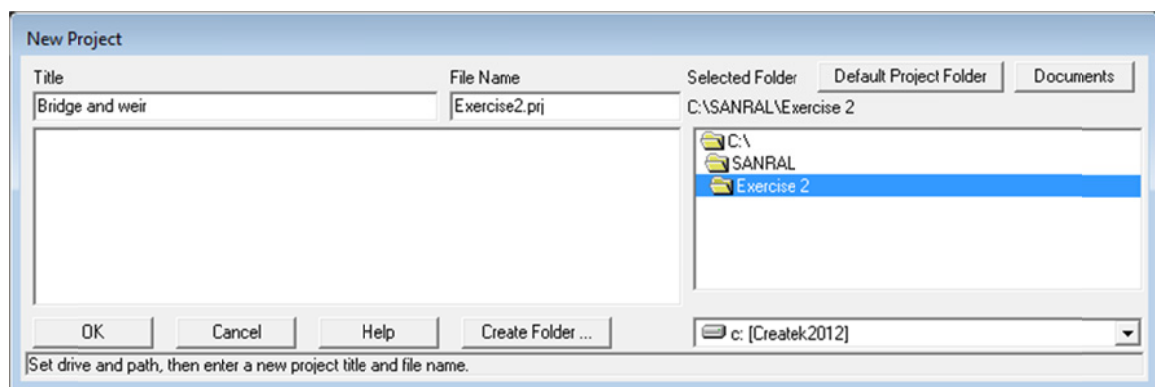 New Project
Title
File Name
Selected Folder
Default Project Folder
Documents
Bridge and weir
Exercise2.prj
C:\SANRAL\Exercise 2
C:\
SANRAL
Exercise 2
OK
Cancel
Help
Create Folder ...
c: [Createk2012]
Set drive and path, then enter a new project title and file name.